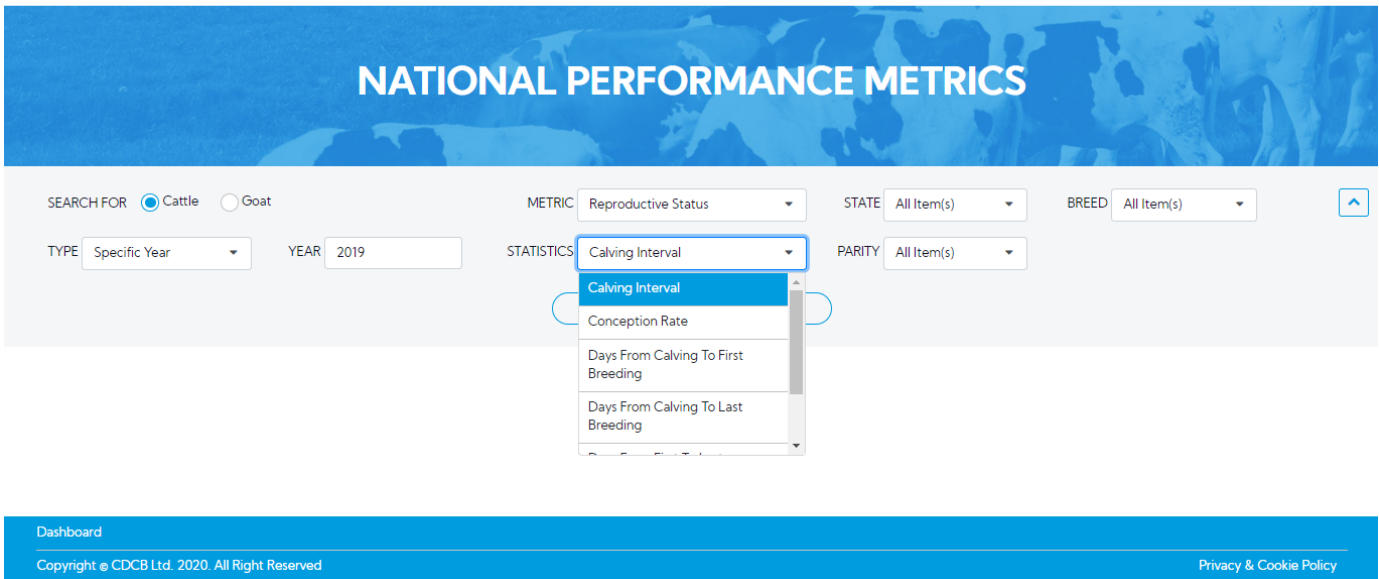 NATIONAL PERFORMANCE METRICS
SEARCH FOR Cattle Goat METRIC Reproductive Status STATE All Item(s) BREED All Item(s)
TYPE Specific Year YEAR 2019 STATISTICS Calving Interval PARITY All Item(s)
Calving Interval
Conception Rate
Days From Calving To First
Breeding
Days From Calving To Last
Breeding
Dashboard
Copyright © CDCB Ltd. 2020. All Right Reserved Privacy & Cookie Policy